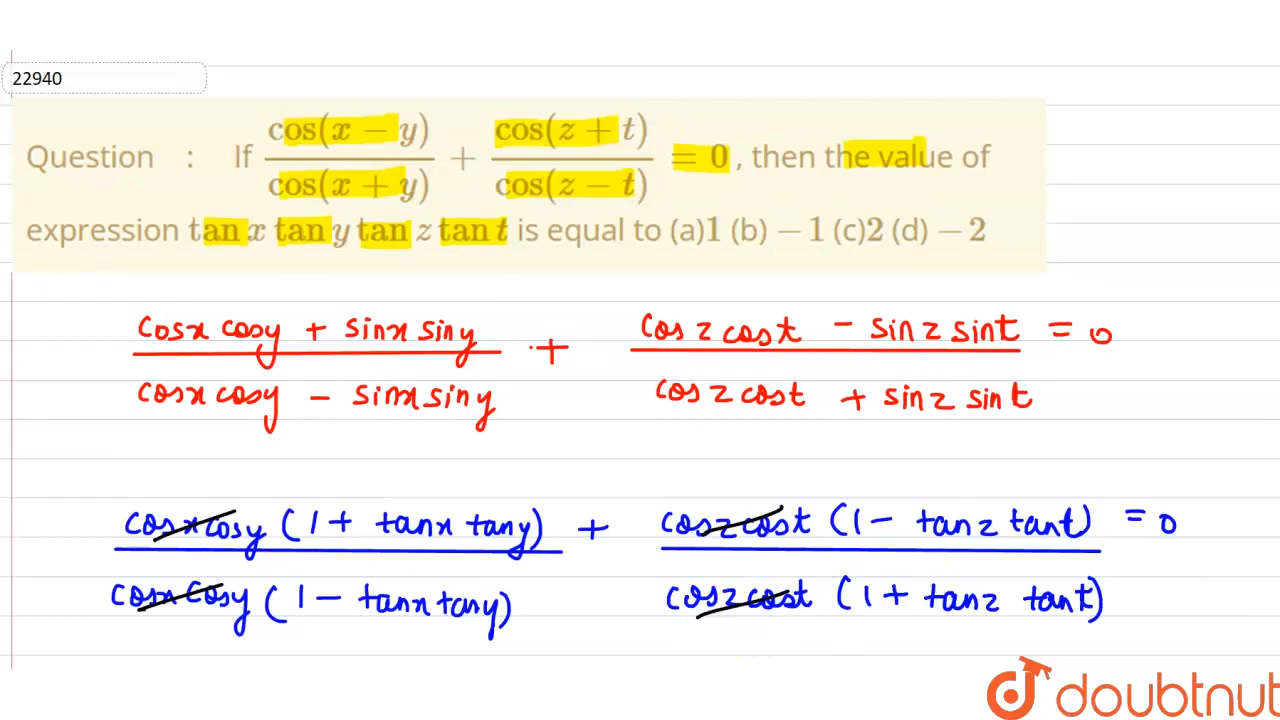 22940
Question : If cos(x − y)/cos(x + y) + cos(z + t)/cos(z − t) = 0 , then the value of
expression tan x tan y tan z tan t is equal to (a)1 (b) −1 (c)2 (d) −2
cosx cosy + sinx siny / cosx cosy − sinx siny + cosz cost − sinz sint / cosz cost + sinz sint = 0
cosx cosy (1 + tanx tany) / cosx cosy (1 − tanx tany) + cosz cost (1 − tanz tant) / cosz cost (1 + tanz tant) = 0
doubtnut